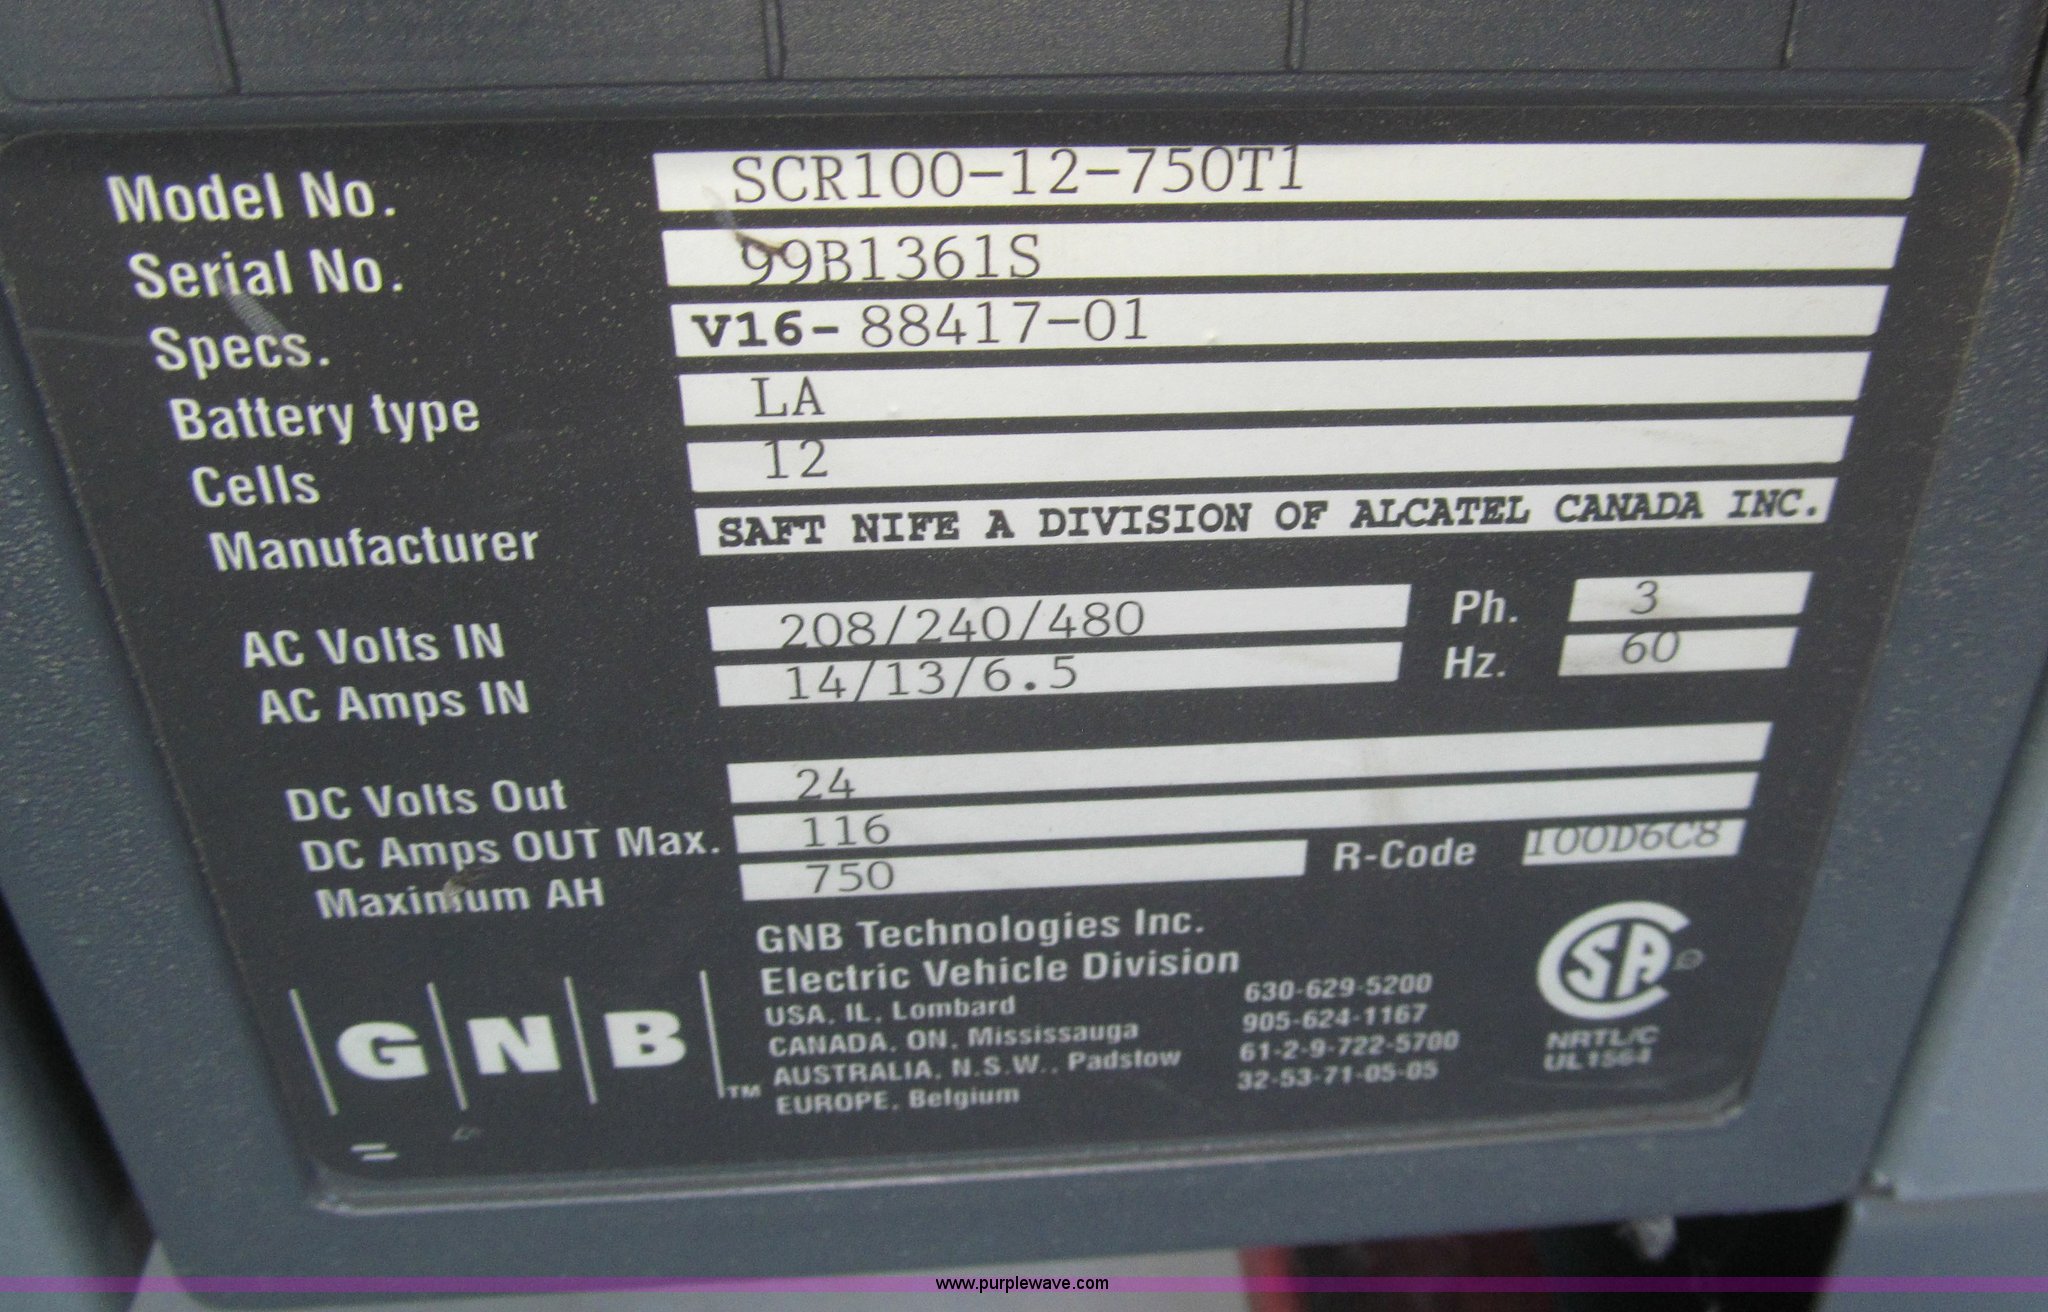 Model No. SCR100-12-750T1
Serial No. 99B1361S
Specs. V16- 88417-01
Battery type LA
Cells 12
Manufacturer SAFT NIFE A DIVISION OF ALCATEL CANADA INC.
AC Volts IN 208/240/480 Ph. 3
AC Amps IN 14/13/6.5 Hz. 60
DC Volts Out 24
DC Amps OUT Max. 116
Maximum AH 750 R-Code 100D6C8
GNB Technologies Inc.
Electric Vehicle Division
USA, IL, Lombard 630-629-5200
CANADA, ON, Mississauga 905-624-1167
AUSTRALIA, N.S.W., Padstow 61-2-9-722-5700
EUROPE, Belgium 32-53-71-05-05
GNB TM
SA
NRTL/C
UL1564
www.purplewave.com